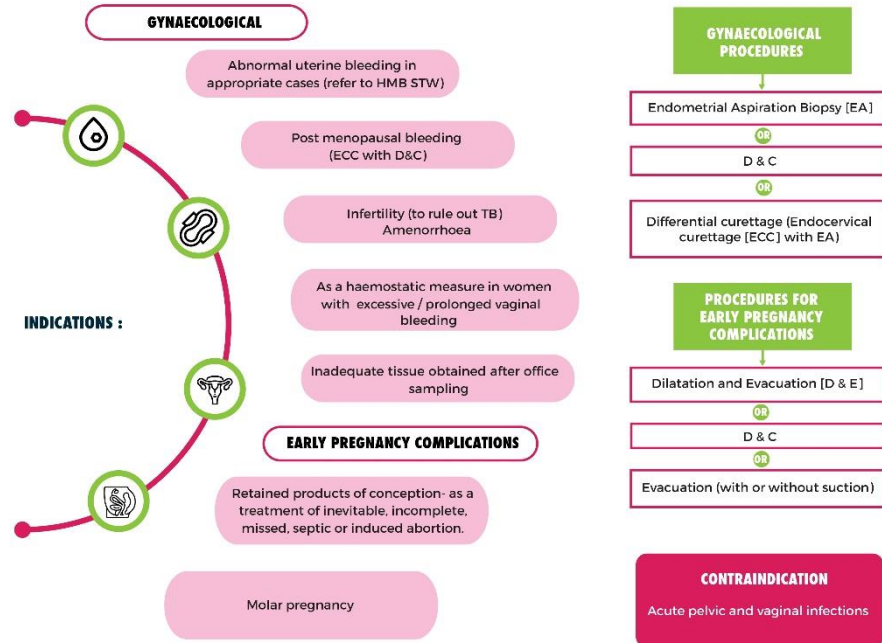 GYNAECOLOGICAL
Abnormal uterine bleeding in
appropriate cases (refer to HMB STW)
Post menopausal bleeding
(ECC with D&C)
Infertility (to rule out TB)
Amenorrhoea
As a haemostatic measure in women
with excessive / prolonged vaginal
bleeding
INDICATIONS :
Inadequate tissue obtained after office
sampling
EARLY PREGNANCY COMPLICATIONS
Retained products of conception- as a
treatment of inevitable, incomplete,
missed, septic or induced abortion.
Molar pregnancy
GYNAECOLOGICAL
PROCEDURES
Endometrial Aspiration Biopsy [EA]
OR
D & C
OR
Differential curettage (Endocervical
curettage [ECC] with EA)
PROCEDURES FOR
EARLY PREGNANCY
COMPLICATIONS
Dilatation and Evacuation [D & E]
OR
D & C
OR
Evacuation (with or without suction)
CONTRAINDICATION
Acute pelvic and vaginal infections